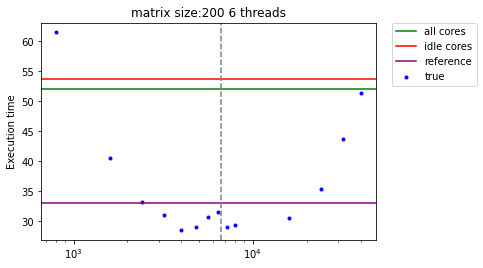 matrix size:200 6 threads
all cores
idle cores
reference
true
Execution time
60
55
50
45
40
35
30
10³
10⁴